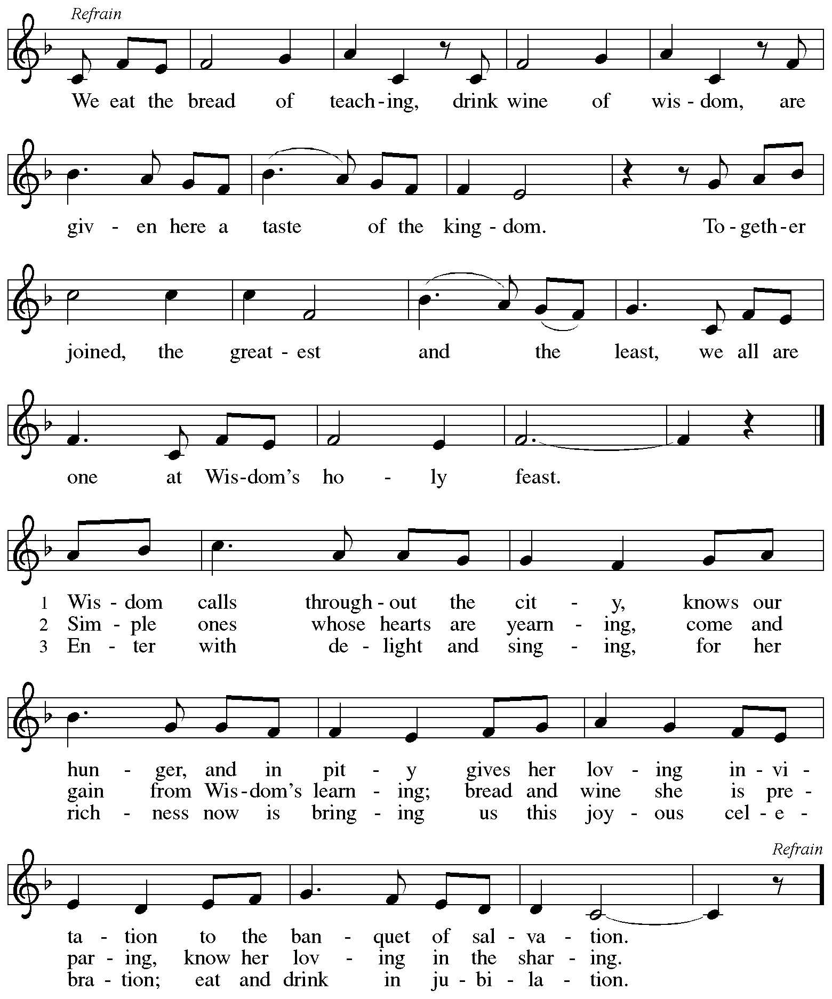 Refrain
We eat the bread of teach - ing, drink wine of wis - dom, are
giv - en here a taste of the king - dom. To - geth - er
joined, the great - est and the least, we all are
one at Wis - dom's ho - ly feast.
1 Wis - dom calls through - out the cit - y, knows our
2 Sim - ple ones whose hearts are yearn - ing, come and
3 En - ter with de - light and sing - ing, for her
hun - ger, and in pit - y gives her lov - ing in - vi -
gain from Wis - dom's learn - ing; bread and wine she is pre -
rich - ness now is bring - ing us this joy - ous cel - e -
Refrain
ta - tion to the ban - quet of sal - va - tion.
par - ing, know her lov - ing in the shar - ing.
bra - tion; eat and drink in ju - bi - la - tion.